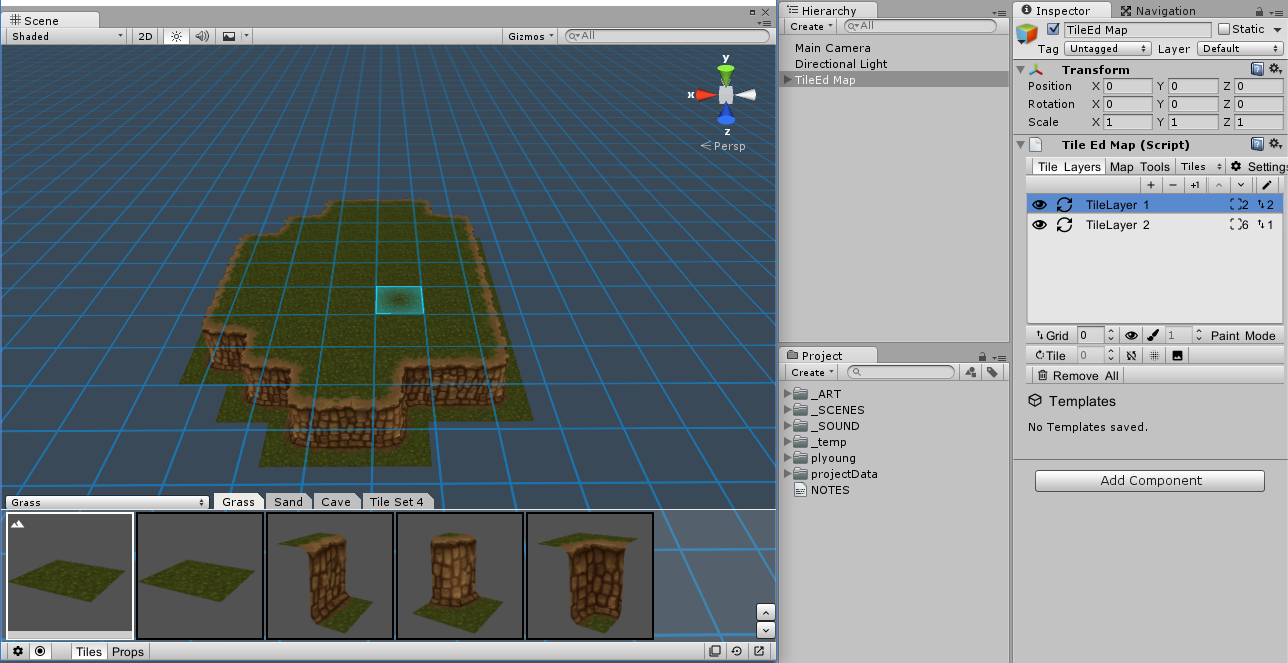 Scene
Shaded 2D Gizmos All
y
x
z
Persp
Grass Grass Sand Cave Tile Set 4
Tiles Props
Hierarchy
Create All
Main Camera
Directional Light
TileEd Map
Project
Create
_ART
_SCENES
_SOUND
_temp
plyoung
projectData
NOTES
Inspector Navigation
TileEd Map Static
Tag Untagged Layer Default
Transform
Position X 0 Y 0 Z 0
Rotation X 0 Y 0 Z 0
Scale X 1 Y 1 Z 1
Tile Ed Map (Script)
Tile Layers Map Tools Tiles Settings
+ − +1
TileLayer 1 2 2
TileLayer 2 6 1
Grid 0 1 Paint Mode
Tile 0
Remove All
Templates
No Templates saved.
Add Component